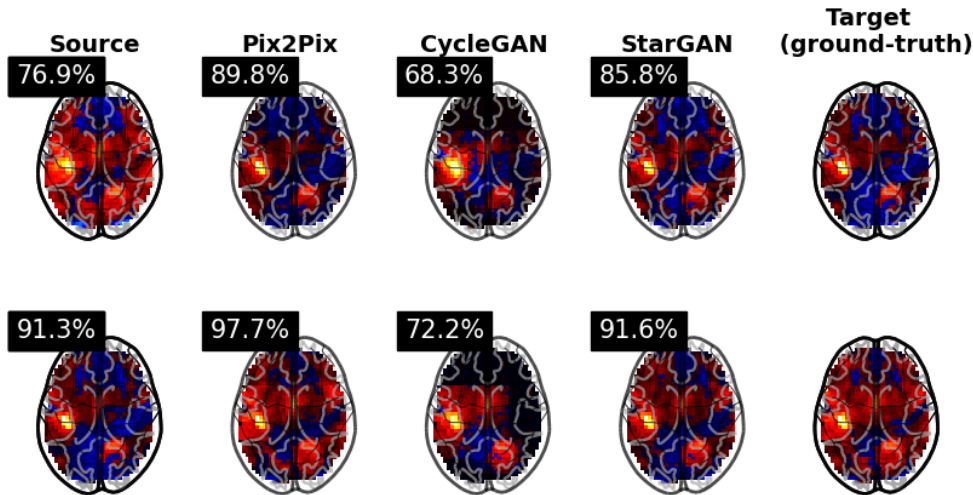 Source
Pix2Pix
CycleGAN
StarGAN
Target
(ground-truth)
76.9%
89.8%
68.3%
85.8%
91.3%
97.7%
72.2%
91.6%